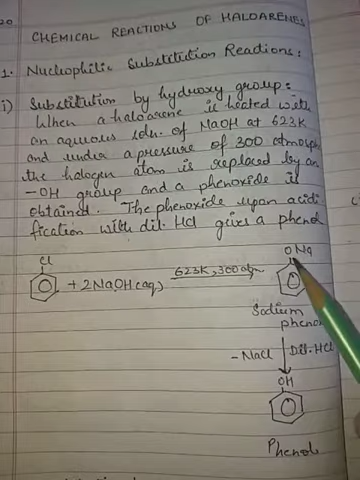 20
CHEMICAL REACTIONS OF HALOARENES
1. Nucleophilic Substitution Reactions:
i) Substitution by hydroxy group:
When a haloarene is heated with
an aqueous soln. of NaOH at 623K
and under a pressure of 300 atmosph
the halogen atom is replaced by an
-OH group and a phenoxide is
obtained. The phenoxide upon acidi-
fication with dil. HCl gives a phenol
Cl
ONa
+ 2NaOH(aq)
623K, 300 atm
Sodium
pheno
- NaCl
Dil. HCl
OH
Phenol